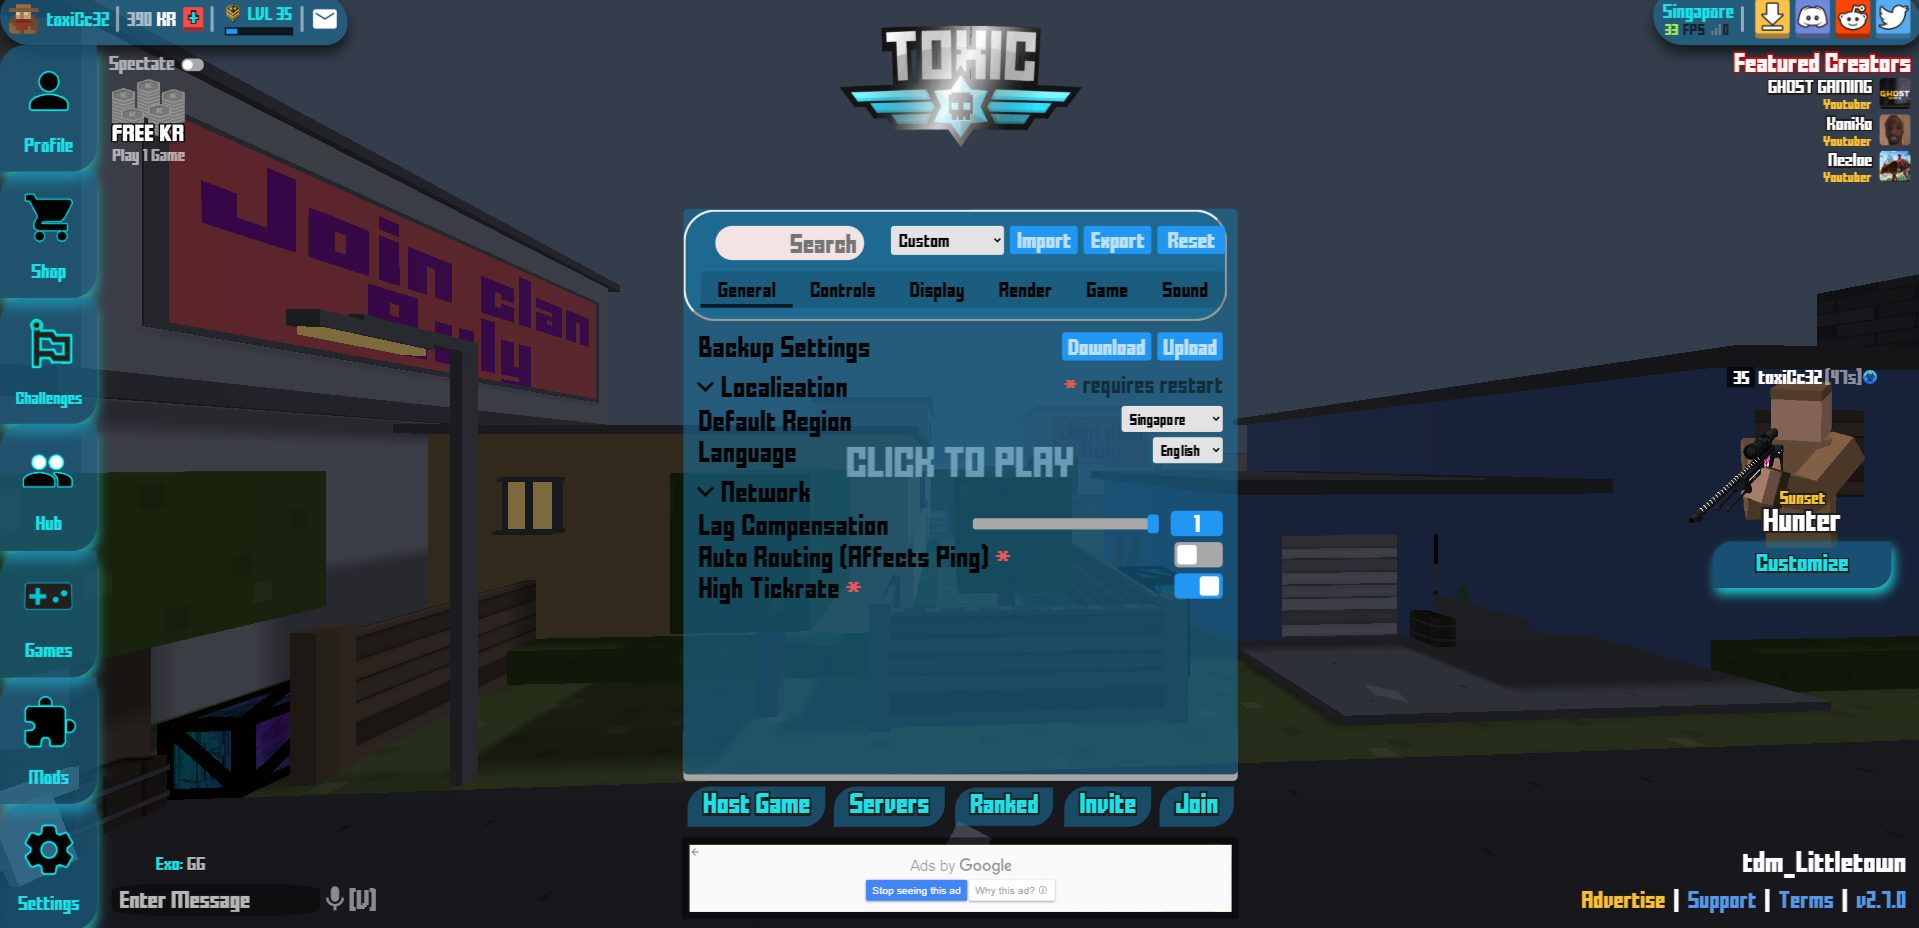 toxiCc32 | 390 KR | LVL 35
Singapore
33 FPS 0
Spectate
FREE KR
Play 1 Game
Profile
Shop
Challenges
Hub
Games
Mods
Settings
Join clan
TOXIC
Featured Creators
GHOST GAMING
Youtuber
GHOST
KoniXo
Youtuber
Nezloe
Youtuber
Search
Custom
Import
Export
Reset
General
Controls
Display
Render
Game
Sound
Backup Settings
Download
Upload
Localization
* requires restart
Default Region
Singapore
Language
English
CLICK TO PLAY
Network
Lag Compensation
1
Auto Routing (Affects Ping) *
High Tickrate *
35 toxiCc32 [41s]
Sunset
Hunter
Customize
Host Game
Servers
Ranked
Invite
Join
Ads by Google
Stop seeing this ad
Why this ad?
Exo: GG
Enter Message
[V]
tdm_Littletown
Advertise | Support | Terms | v2.7.0